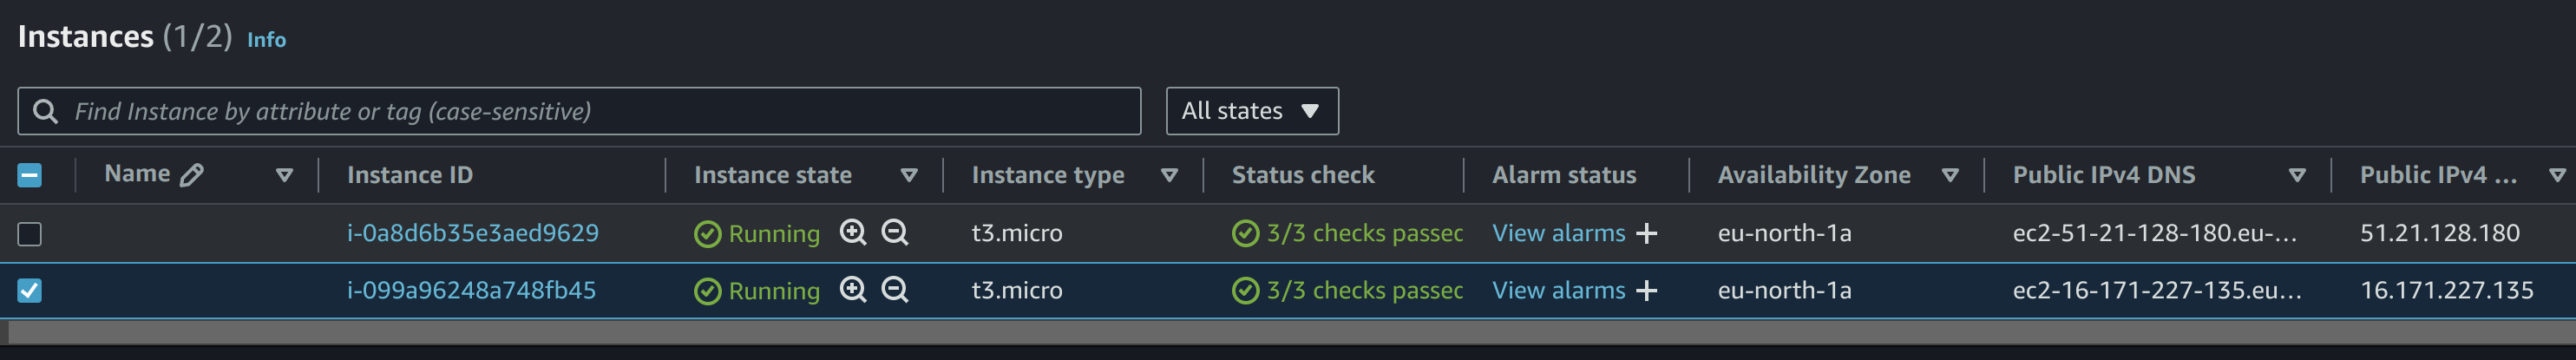 Instances (1/2) Info
Find Instance by attribute or tag (case-sensitive)
All states
Name Instance ID Instance state Instance type Status check Alarm status Availability Zone Public IPv4 DNS Public IPv4 ...
i-0a8d6b35e3aed9629 Running t3.micro 3/3 checks passec View alarms + eu-north-1a ec2-51-21-128-180.eu-... 51.21.128.180
i-099a96248a748fb45 Running t3.micro 3/3 checks passec View alarms + eu-north-1a ec2-16-171-227-135.eu... 16.171.227.135